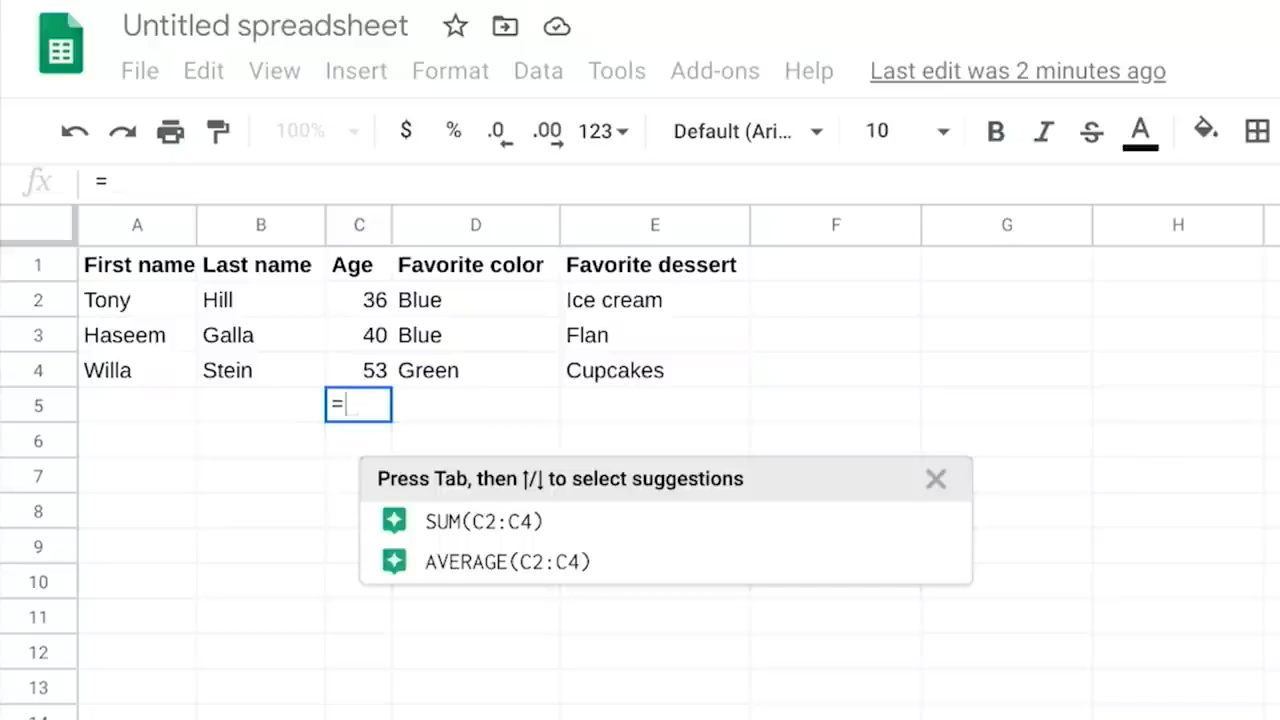 Untitled spreadsheet
File Edit View Insert Format Data Tools Add-ons Help Last edit was 2 minutes ago
100% $ % .0 .00 123 Default (Ari... 10 B I S A
fx =
A B C D E F G H
1 First name Last name Age Favorite color Favorite dessert
2 Tony Hill 36 Blue Ice cream
3 Haseem Galla 40 Blue Flan
4 Willa Stein 53 Green Cupcakes
5 =
6
7 Press Tab, then ↑/↓ to select suggestions
8 SUM(C2:C4)
9 AVERAGE(C2:C4)
10
11
12
13
14